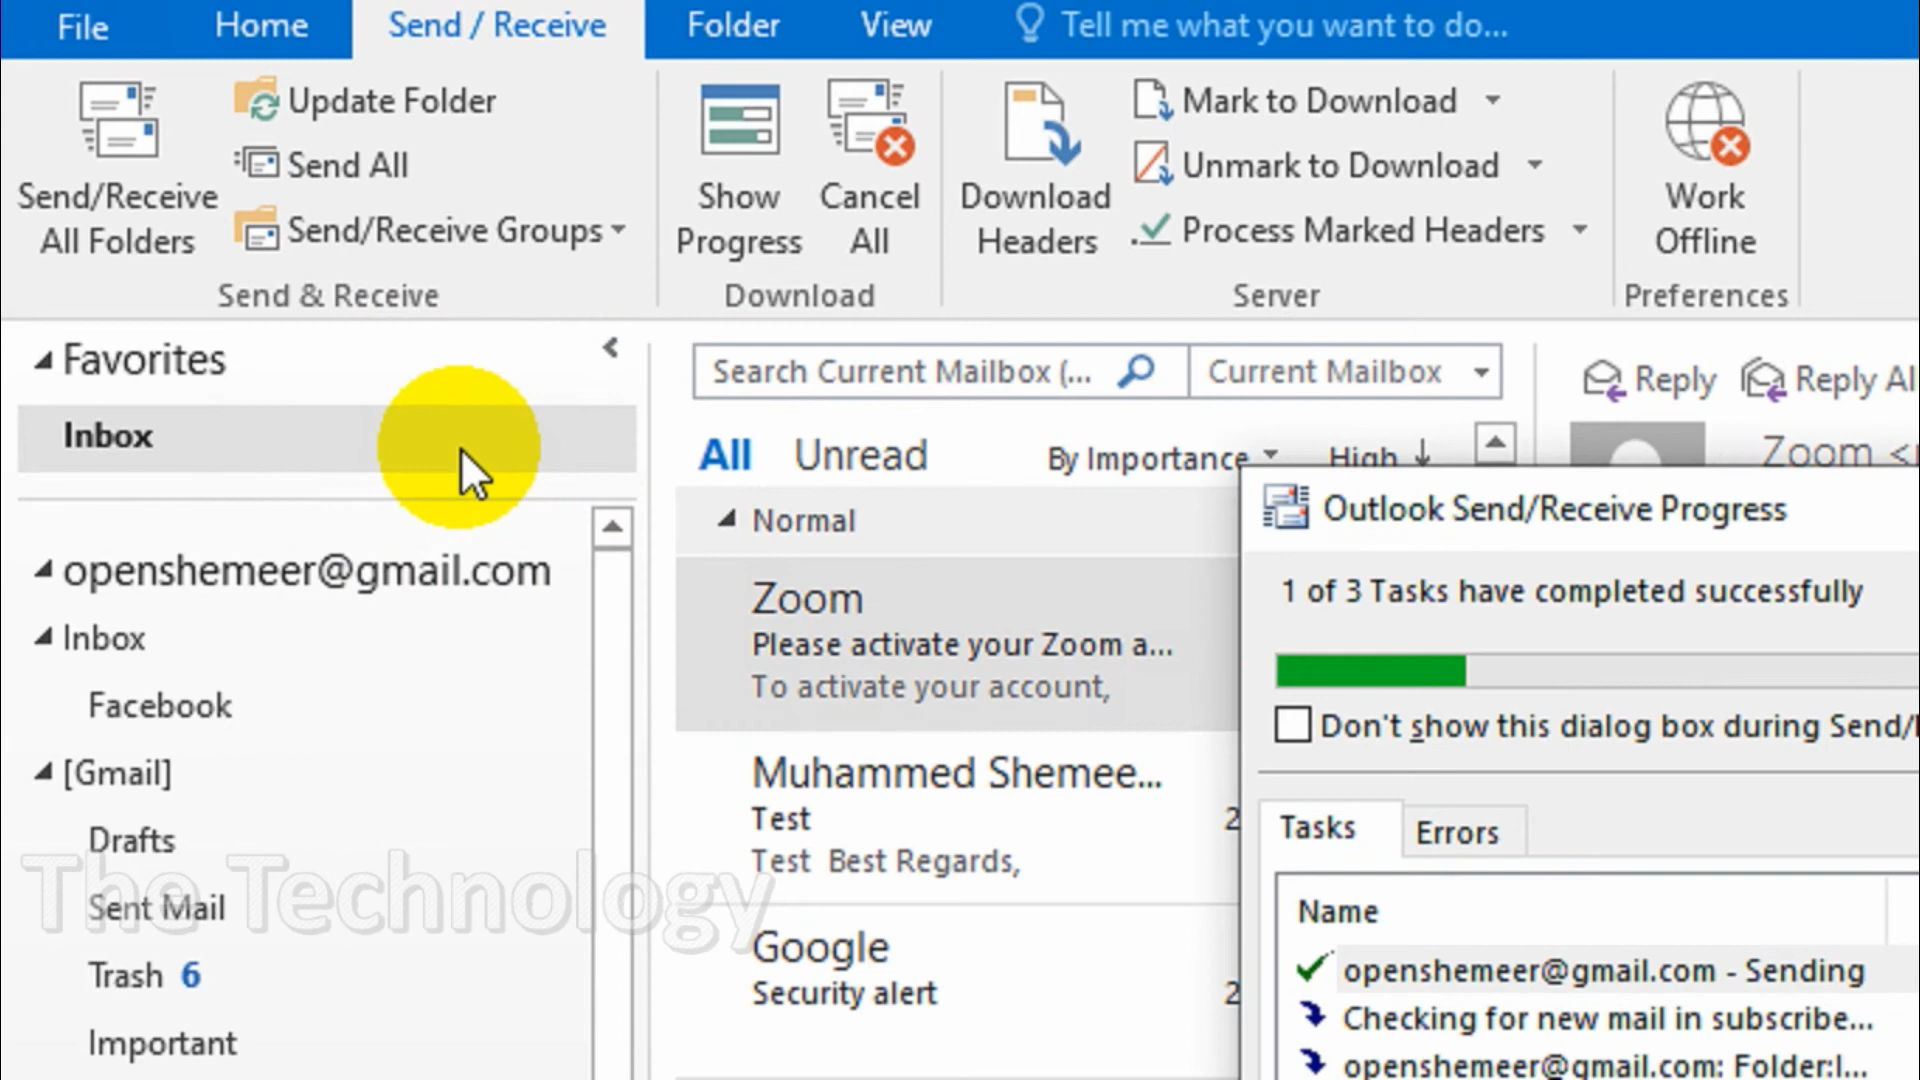 File Home Send / Receive Folder View Tell me what you want to do...
Send/Receive
All Folders
Update Folder
Send All
Send/Receive Groups
Send & Receive
Show
Progress
Cancel
All
Download
Download
Headers
Mark to Download
Unmark to Download
Process Marked Headers
Server
Work
Offline
Preferences
Favorites
Inbox
openshemeer@gmail.com
Inbox
Facebook
[Gmail]
Drafts
Sent Mail
Trash 6
Important
The Technology
Search Current Mailbox (... Current Mailbox
All Unread By Importance High
Normal
Zoom
Please activate your Zoom a...
To activate your account,
Muhammed Shemee...
Test 2
Test Best Regards,
Google
Security alert 2
Reply Reply Al
Zoom <
Outlook Send/Receive Progress
1 of 3 Tasks have completed successfully
Don't show this dialog box during Send/
Tasks Errors
Name
openshemeer@gmail.com - Sending
Checking for new mail in subscribe...
openshemeer@gmail.com: Folder:I...